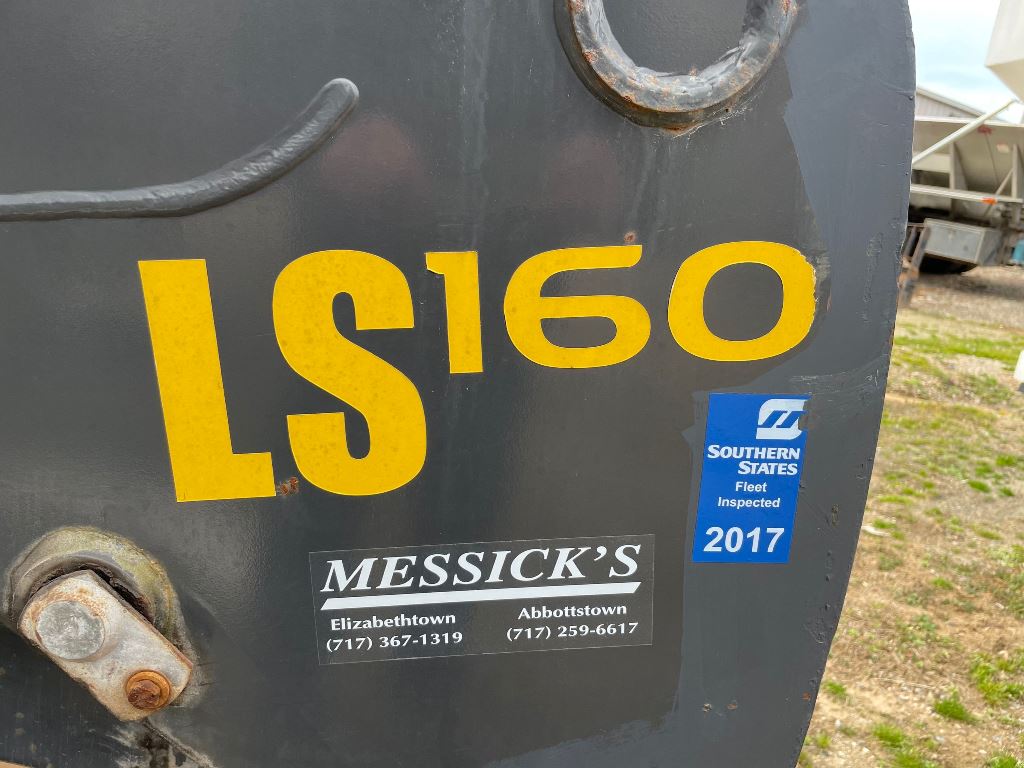 LS160
SOUTHERN
STATES
Fleet
Inspected
2017
MESSICK'S
Elizabethtown Abbottstown
(717) 367-1319 (717) 259-6617